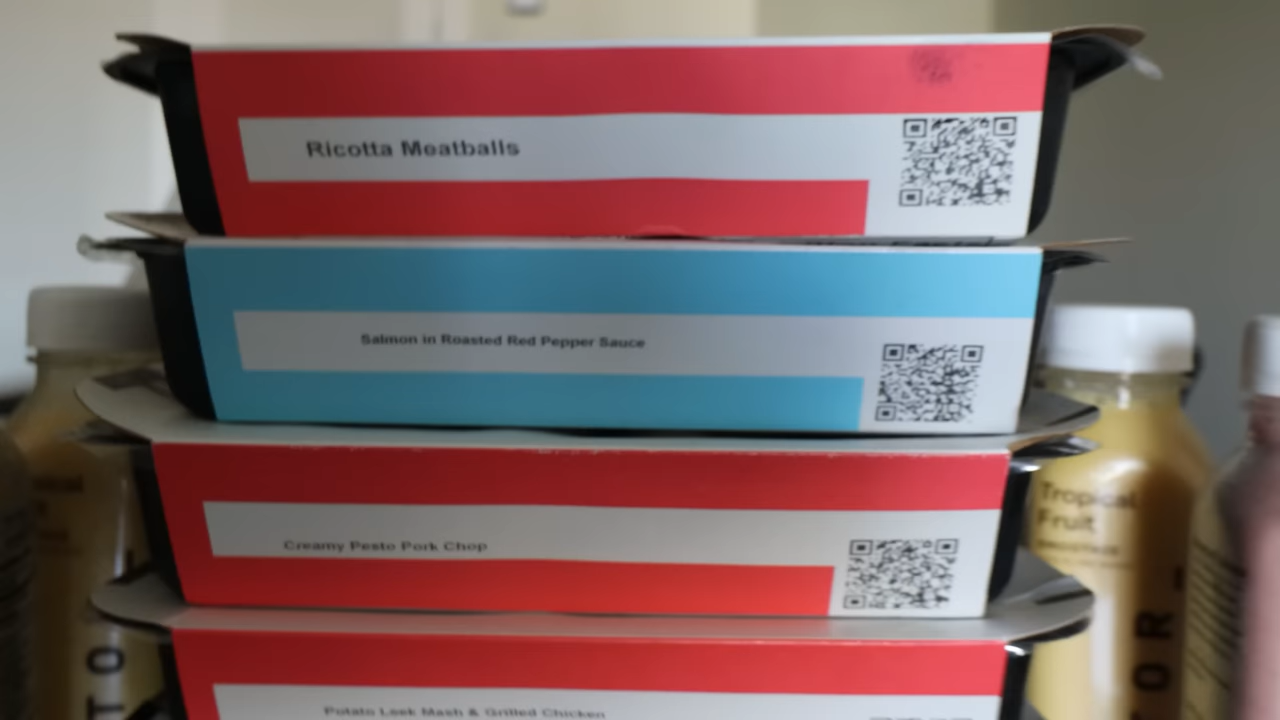 Ricotta Meatballs
Salmon in Roasted Red Pepper Sauce
Creamy Pesto Pork Chop
Potato Leek Mash & Grilled Chicken
Tropical
Fruit